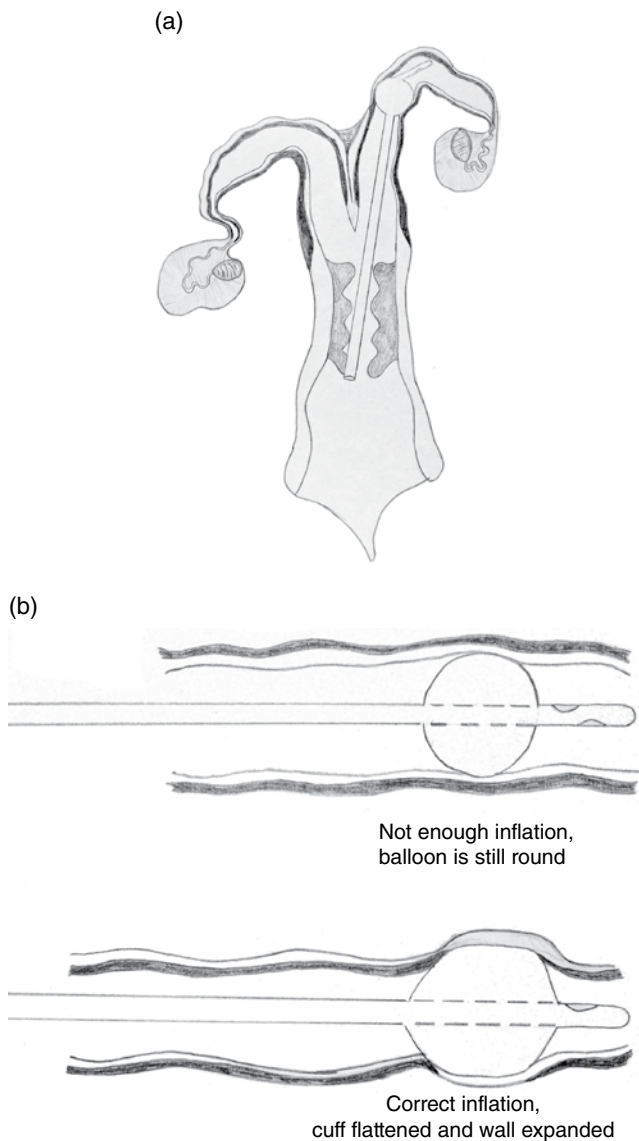 (a)
(b)
Not enough inflation,
balloon is still round
Correct inflation,
cuff flattened and wall expanded